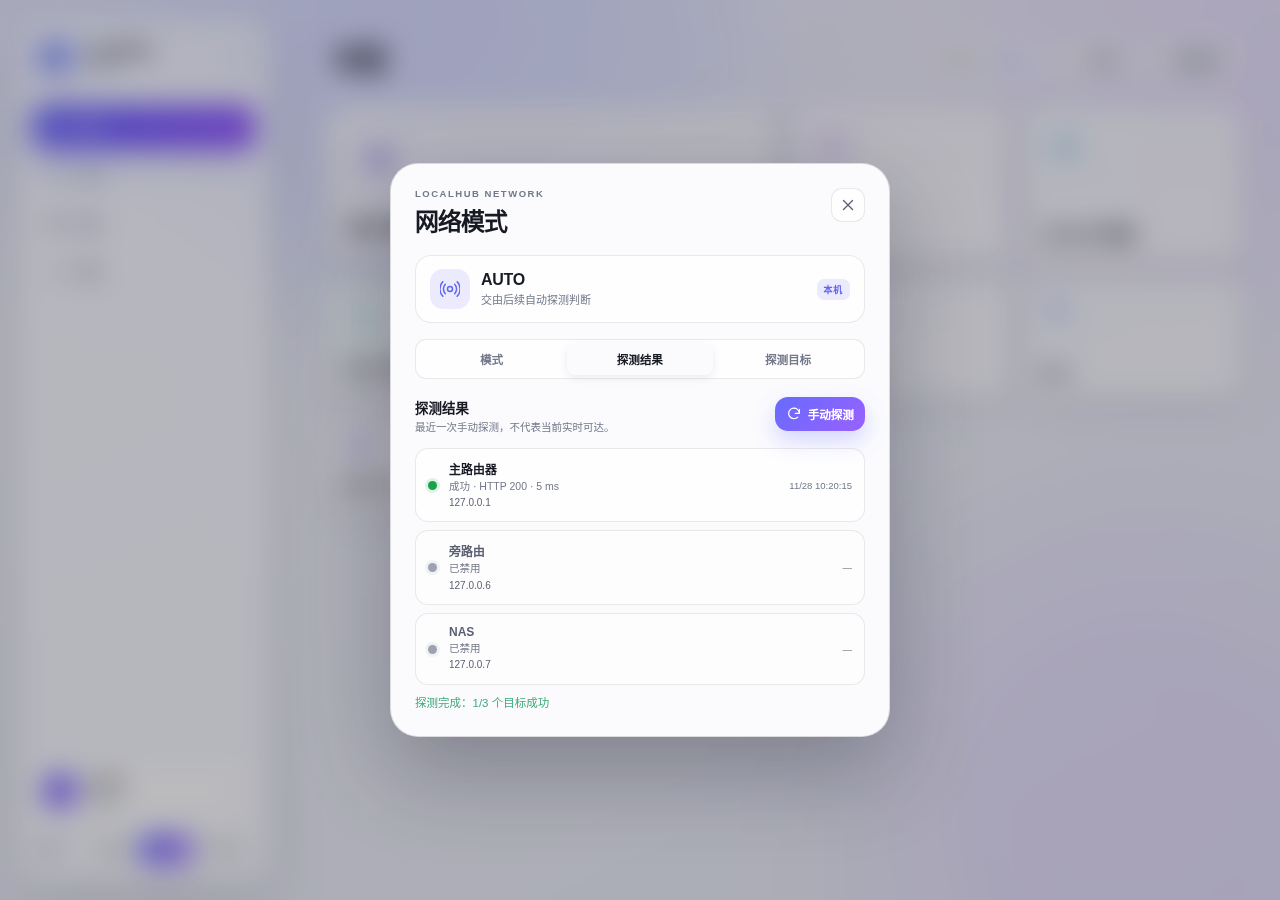 LOCALHUB NETWORK
网络模式
AUTO
交由后续自动探测判断
本机
模式
探测结果
探测目标
探测结果
最近一次手动探测，不代表当前实时可达。
手动探测
主路由器
成功 · HTTP 200 · 5 ms
127.0.0.1
11/28 10:20:15
旁路由
已禁用
127.0.0.6
—
NAS
已禁用
127.0.0.7
—
探测完成：1/3 个目标成功